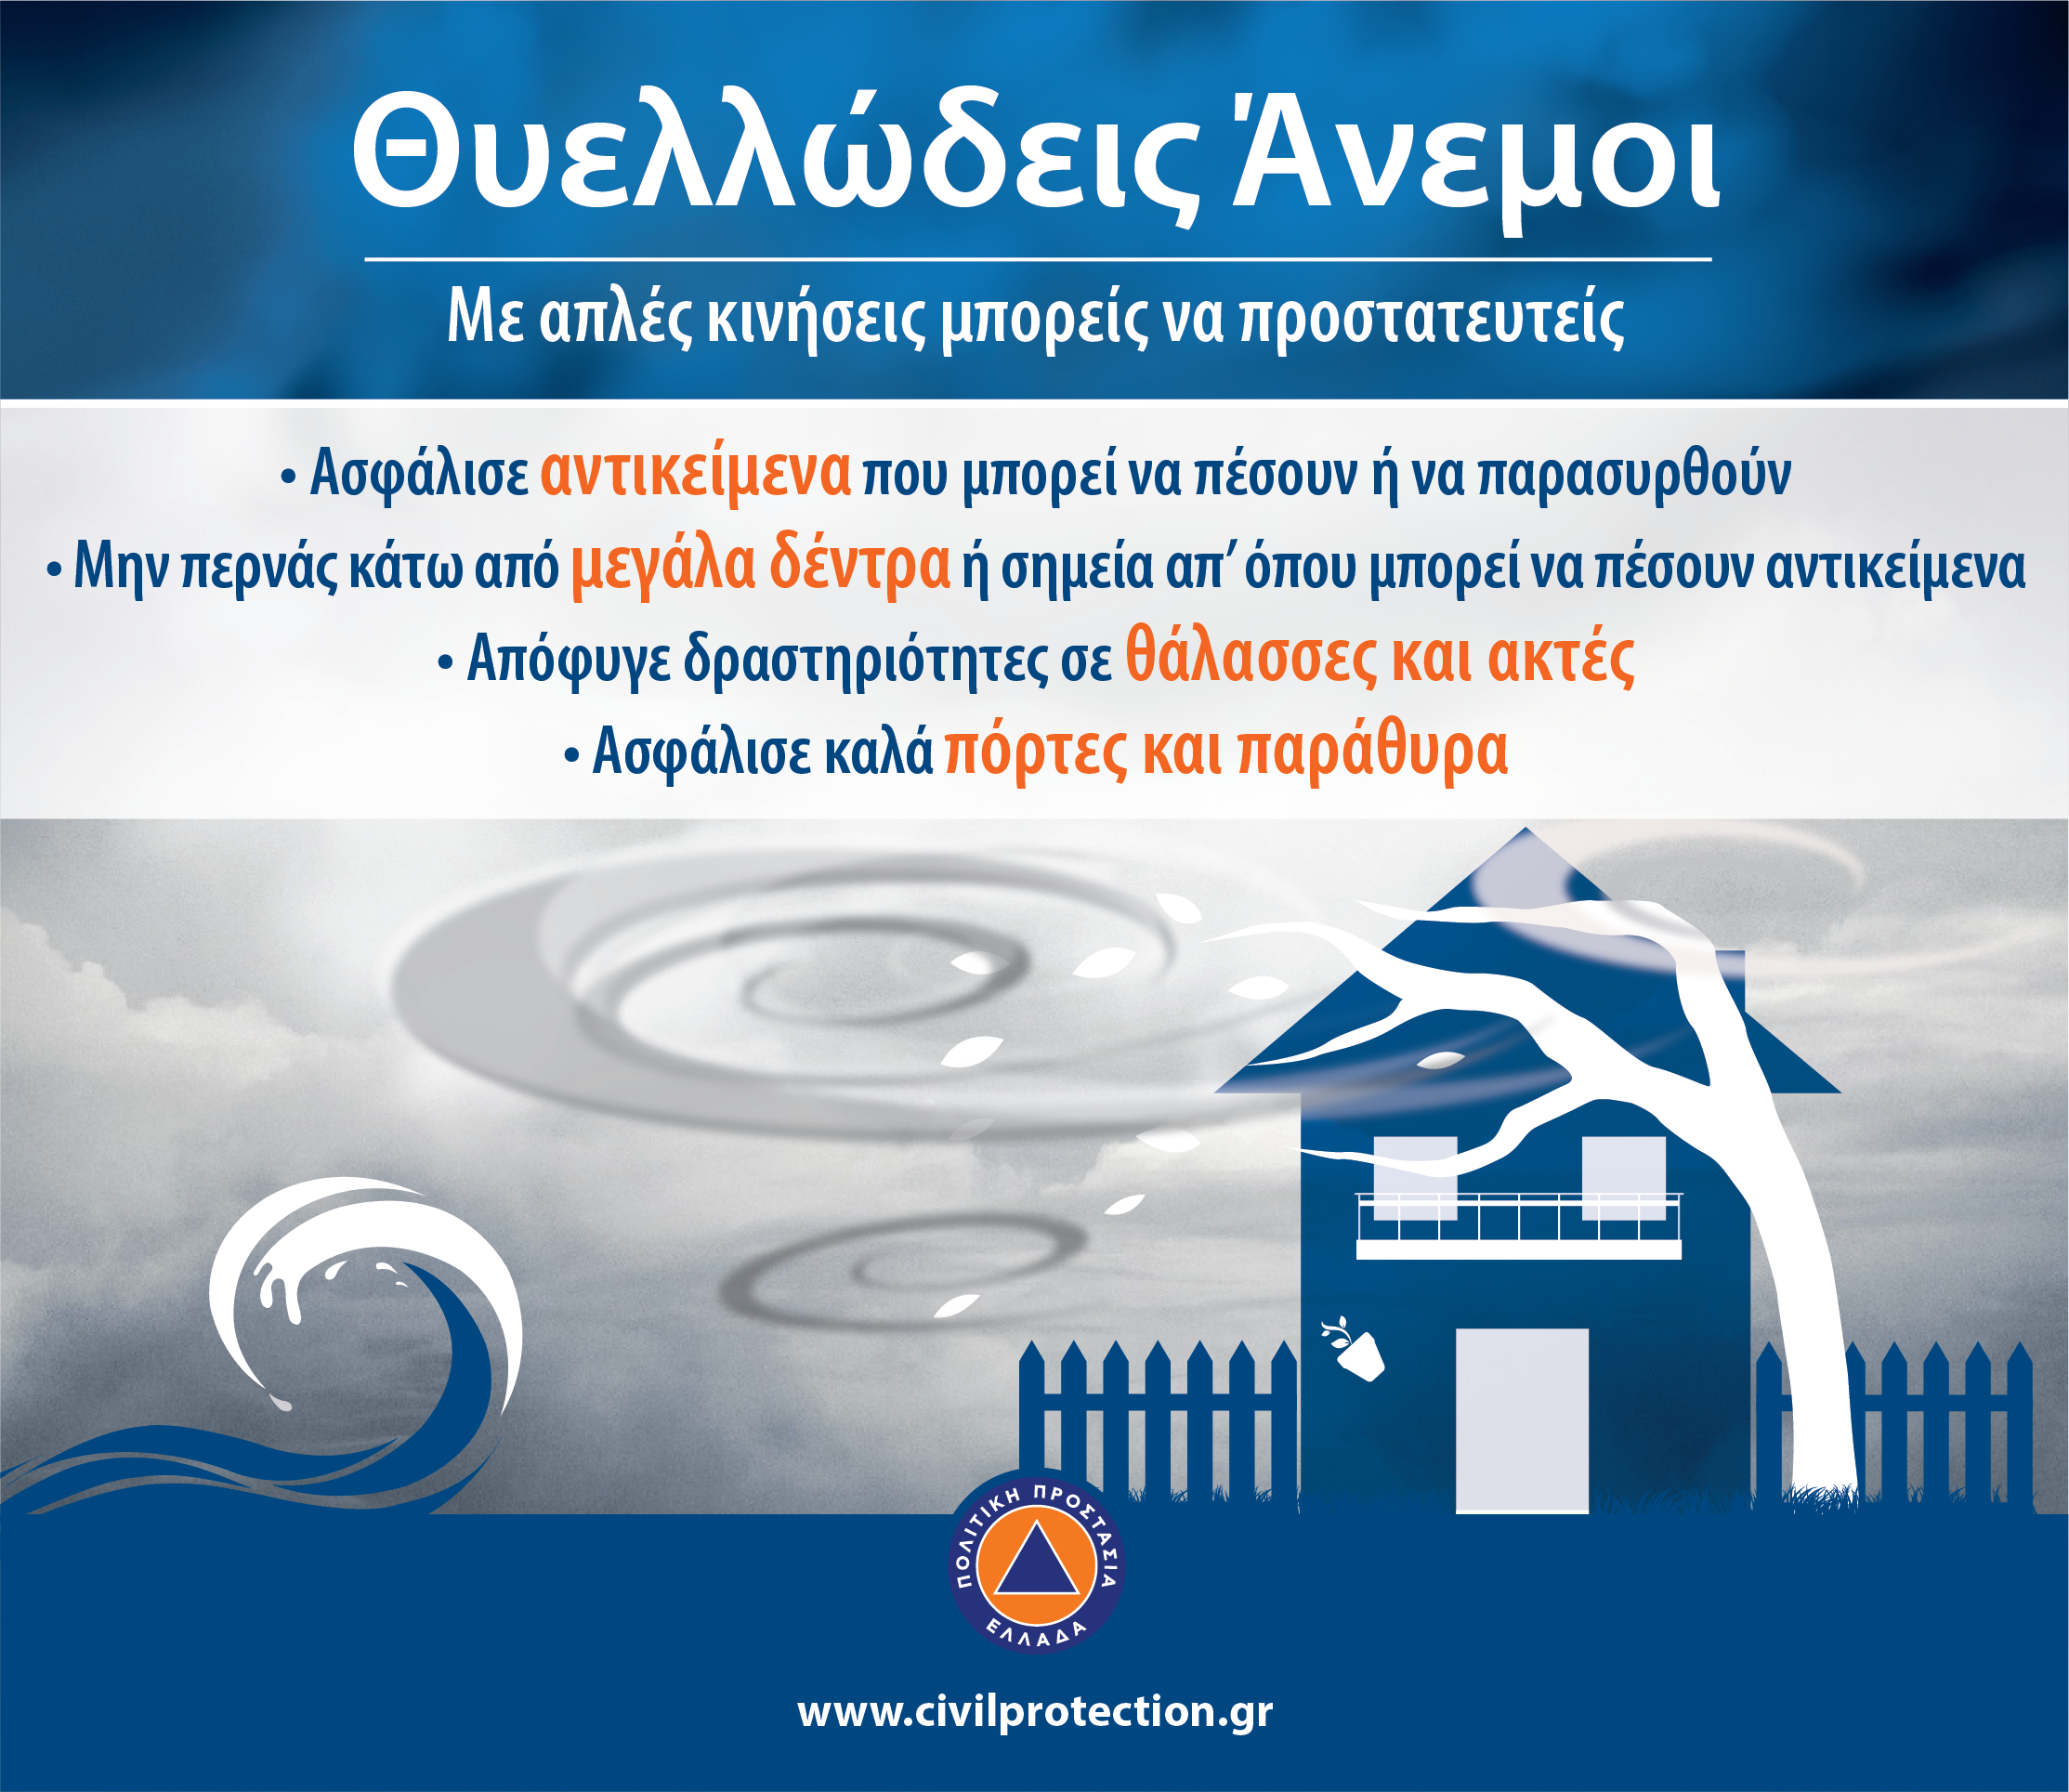 Θυελλώδεις Άνεμοι
Με απλές κινήσεις μπορείς να προστατευτείς
• Ασφάλισε αντικείμενα που μπορεί να πέσουν ή να παρασυρθούν
• Μην περνάς κάτω από μεγάλα δέντρα ή σημεία απ’ όπου μπορεί να πέσουν αντικείμενα
• Απόφυγε δραστηριότητες σε θάλασσες και ακτές
• Ασφάλισε καλά πόρτες και παράθυρα
ΠΟΛΙΤΙΚΗ ΠΡΟΣΤΑΣΙΑ
ΕΛΛΑΔΑ
www.civilprotection.gr